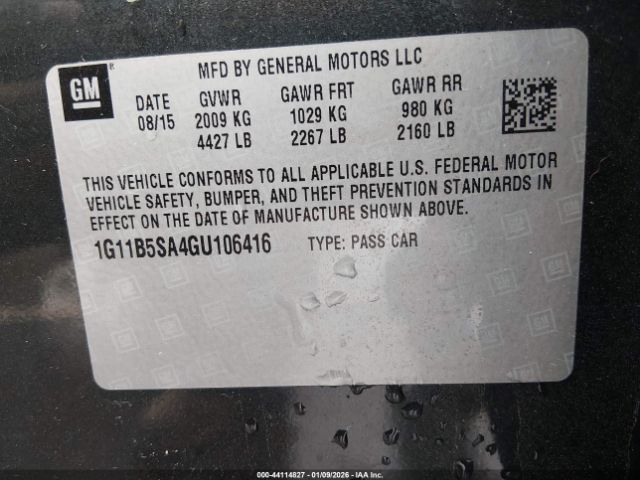 GM
MFD BY GENERAL MOTORS LLC
DATE GVWR GAWR FRT GAWR RR
08/15 2009 KG 1029 KG 980 KG
4427 LB 2267 LB 2160 LB
THIS VEHICLE CONFORMS TO ALL APPLICABLE U.S. FEDERAL MOTOR
VEHICLE SAFETY, BUMPER, AND THEFT PREVENTION STANDARDS IN
EFFECT ON THE DATE OF MANUFACTURE SHOWN ABOVE.
1G11B5SA4GU106416 TYPE: PASS CAR
000-44114827 - 01/09/2026 - IAA Inc.